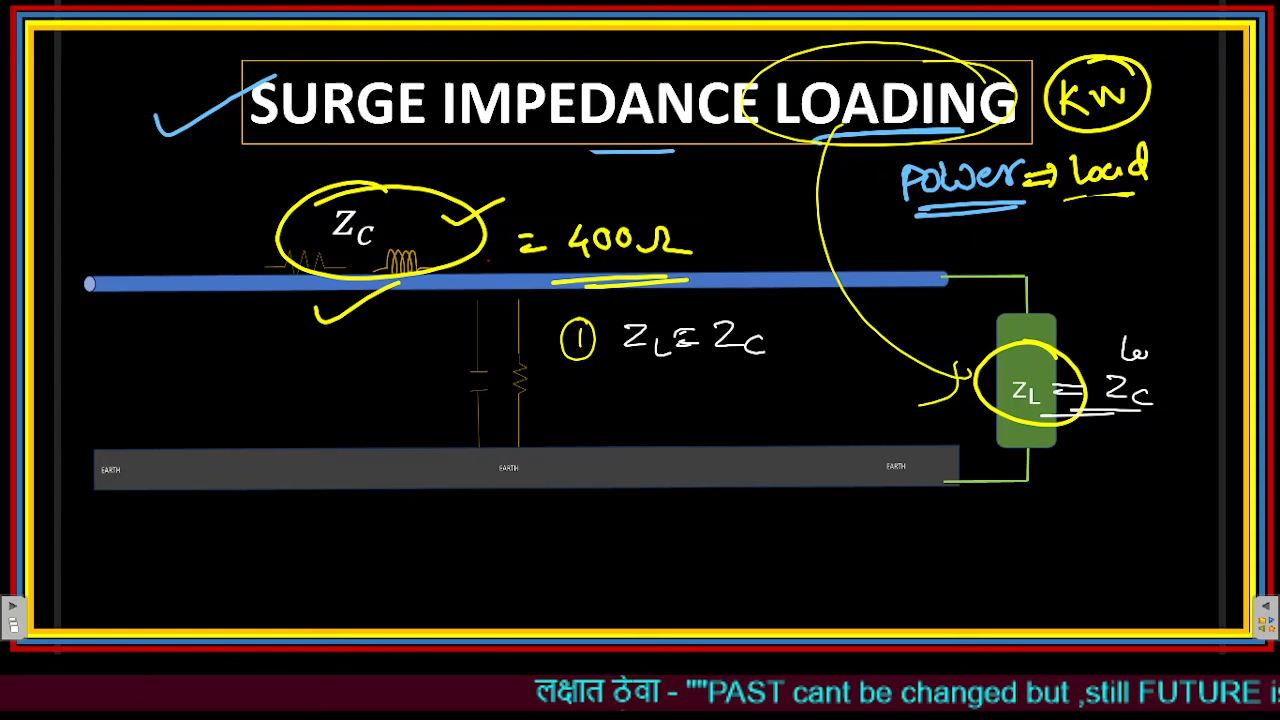 SURGE IMPEDANCE LOADING
KW
POWER ⇒ load
Z_C = 400Ω
① Z_L = Z_C
Z_L = Z_C
EARTH EARTH EARTH
लक्षात ठेवा - ""PAST cant be changed but ,still FUTURE is